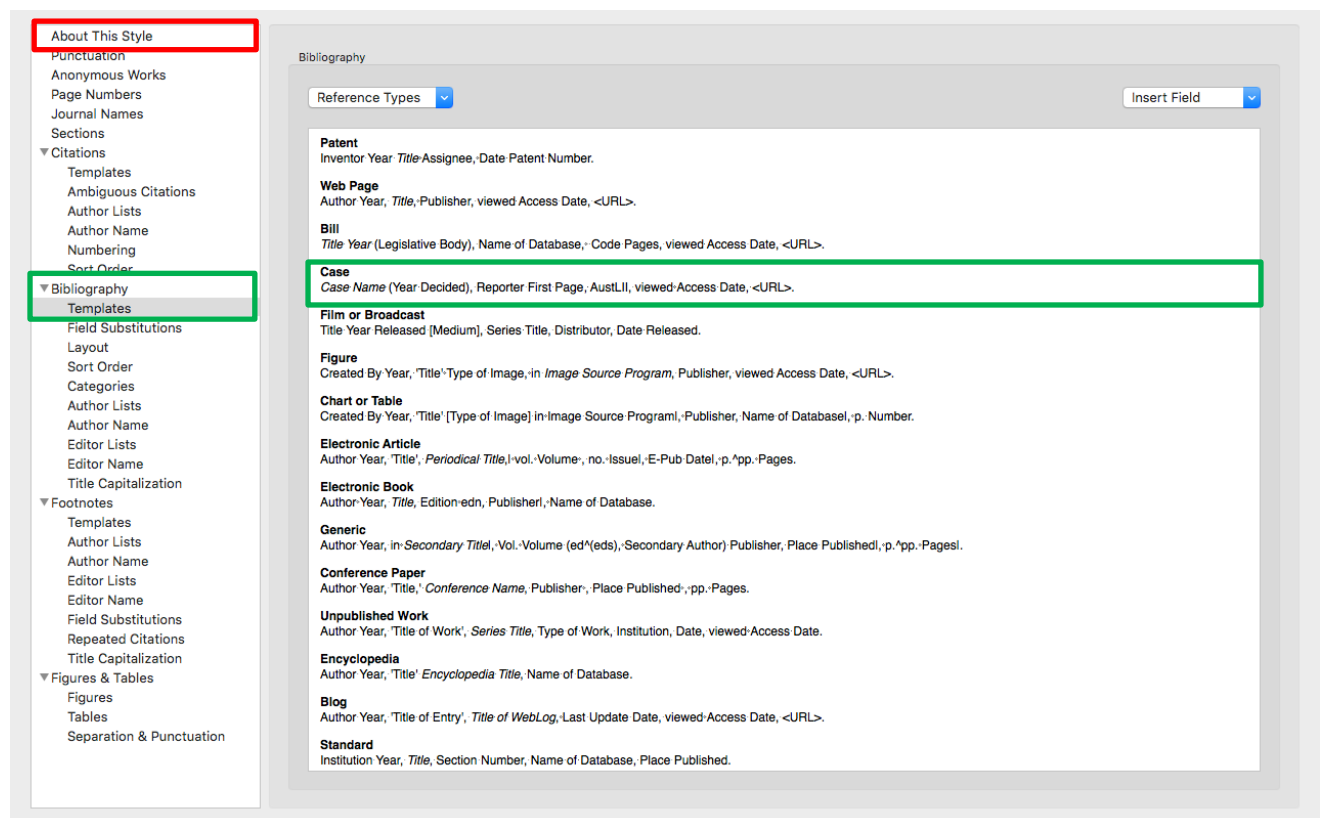 About This Style
Punctuation
Anonymous Works
Page Numbers
Journal Names
Sections
Citations
Templates
Ambiguous Citations
Author Lists
Author Name
Numbering
Sort Order
Bibliography
Templates
Field Substitutions
Layout
Sort Order
Categories
Author Lists
Author Name
Editor Lists
Editor Name
Title Capitalization
Footnotes
Templates
Author Lists
Author Name
Editor Lists
Editor Name
Field Substitutions
Repeated Citations
Title Capitalization
Figures & Tables
Figures
Tables
Separation & Punctuation
Bibliography
Reference Types
Insert Field
Patent
Inventor·Year·Title·Assignee,·Date·Patent·Number.
Web Page
Author·Year,·Title,·Publisher,·viewed·Access Date,·<URL>.
Bill
Title·Year·(Legislative Body),·Name·of·Database,··Code·Pages,·viewed·Access·Date,·<URL>.
Case
Case·Name·(Year·Decided),·Reporter·First·Page,·AustLII,·viewed·Access·Date,·<URL>.
Film or Broadcast
Title·Year·Released·[Medium],·Series·Title,·Distributor,·Date·Released.
Figure
Created·By·Year,·'Title'·Type·of·Image,·in·Image·Source·Program,·Publisher,·viewed·Access·Date,·<URL>.
Chart or Table
Created·By·Year,·'Title'·[Type·of·Image]·in·Image·Source·Program|,·Publisher,·Name·of·Database|,·p.·Number.
Electronic Article
Author·Year,·'Title',·Periodical·Title,|·vol.·Volume·,·no.·Issue|,·E-Pub·Date|,·p.^pp.·Pages.
Electronic Book
Author·Year,·Title,·Edition·edn,·Publisher|,·Name·of·Database.
Generic
Author·Year,·in·Secondary·Title|,·Vol.·Volume·(ed^(eds),·Secondary·Author)·Publisher,·Place·Published|,·p.^pp.·Pages|.
Conference Paper
Author·Year,·'Title,'·Conference·Name,·Publisher·,·Place·Published·,·pp.·Pages.
Unpublished Work
Author·Year,·'Title·of·Work',·Series·Title,·Type·of·Work,·Institution,·Date,·viewed·Access·Date.
Encyclopedia
Author·Year,·'Title'·Encyclopedia·Title,·Name·of·Database.
Blog
Author·Year,·'Title·of·Entry',·Title·of·WebLog,·Last·Update·Date,·viewed·Access·Date,·<URL>.
Standard
Institution·Year,·Title,·Section·Number,·Name·of·Database,·Place·Published.